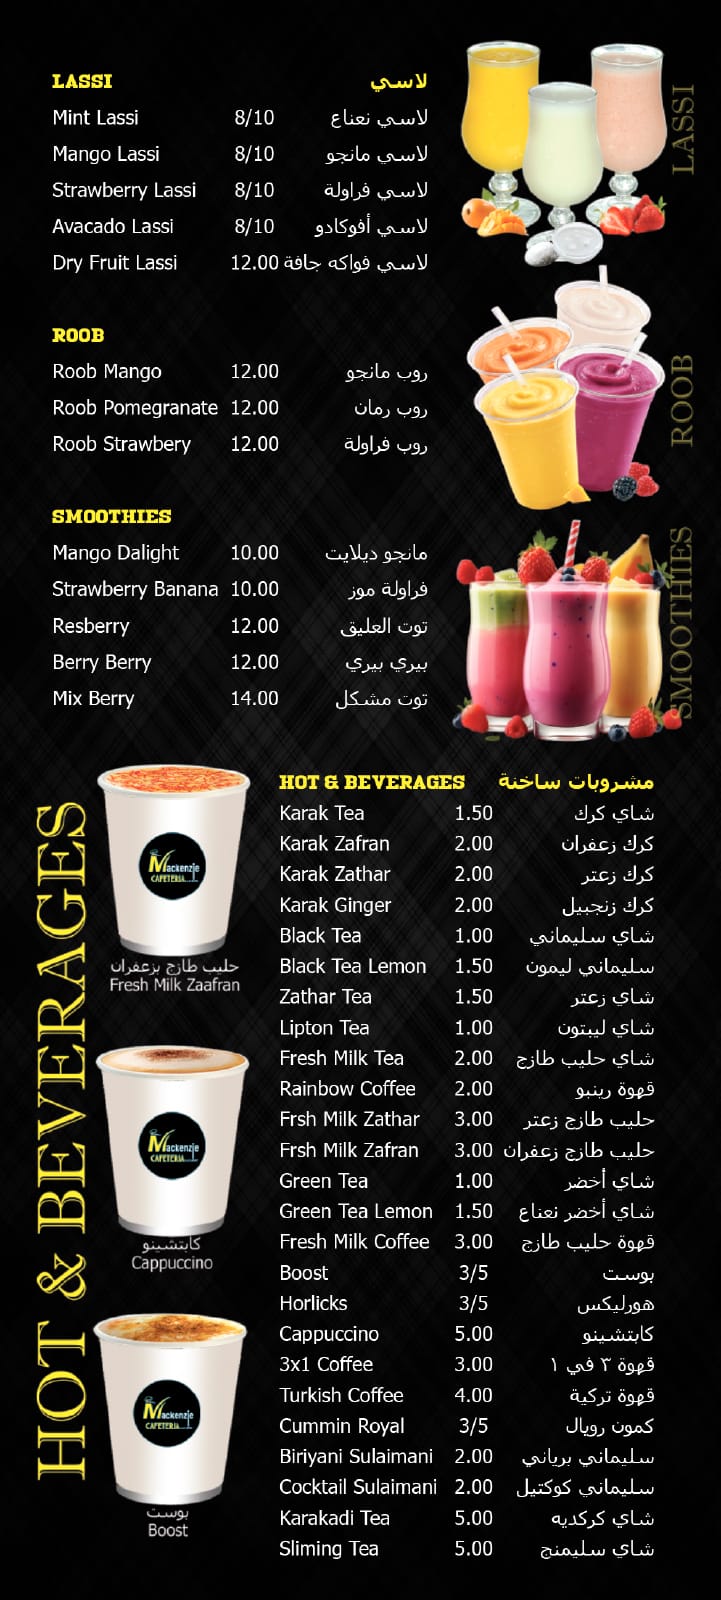 LASSI لاسي
Mint Lassi 8/10 لاسي نعناع
Mango Lassi 8/10 لاسي مانجو
Strawberry Lassi 8/10 لاسي فراولة
Avacado Lassi 8/10 لاسي أفوكادو
Dry Fruit Lassi 12.00 لاسي فواكه جافة
LASSI
ROOB
Roob Mango 12.00 روب مانجو
Roob Pomegranate 12.00 روب رمان
Roob Strawbery 12.00 روب فراولة
ROOB
SMOOTHIES
Mango Dalight 10.00 مانجو ديلايت
Strawberry Banana 10.00 فراولة موز
Resberry 12.00 توت العليق
Berry Berry 12.00 بيري بيري
Mix Berry 14.00 توت مشكل
SMOOTHIES
HOT & BEVERAGES
Mackenzie
CAFETERIA
حليب طازج بزعفران
Fresh Milk Zaafran
Mackenzie
CAFETERIA
كابتشينو
Cappuccino
Mackenzie
CAFETERIA
بوست
Boost
HOT & BEVERAGES مشروبات ساخنة
Karak Tea 1.50 شاي كرك
Karak Zafran 2.00 كرك زعفران
Karak Zathar 2.00 كرك زعتر
Karak Ginger 2.00 كرك زنجبيل
Black Tea 1.00 شاي سليماني
Black Tea Lemon 1.50 سليماني ليمون
Zathar Tea 1.50 شاي زعتر
Lipton Tea 1.00 شاي ليبتون
Fresh Milk Tea 2.00 شاي حليب طازج
Rainbow Coffee 2.00 قهوة رينبو
Frsh Milk Zathar 3.00 حليب طازج زعتر
Frsh Milk Zafran 3.00 حليب طازج زعفران
Green Tea 1.00 شاي أخضر
Green Tea Lemon 1.50 شاي أخضر نعناع
Fresh Milk Coffee 3.00 قهوة حليب طازج
Boost 3/5 بوست
Horlicks 3/5 هورليكس
Cappuccino 5.00 كابتشينو
3x1 Coffee 3.00 قهوة ٣ في ١
Turkish Coffee 4.00 قهوة تركية
Cummin Royal 3/5 كمون رويال
Biriyani Sulaimani 2.00 سليماني برياني
Cocktail Sulaimani 2.00 سليماني كوكتيل
Karakadi Tea 5.00 شاي كركديه
Sliming Tea 5.00 شاي سليمنج